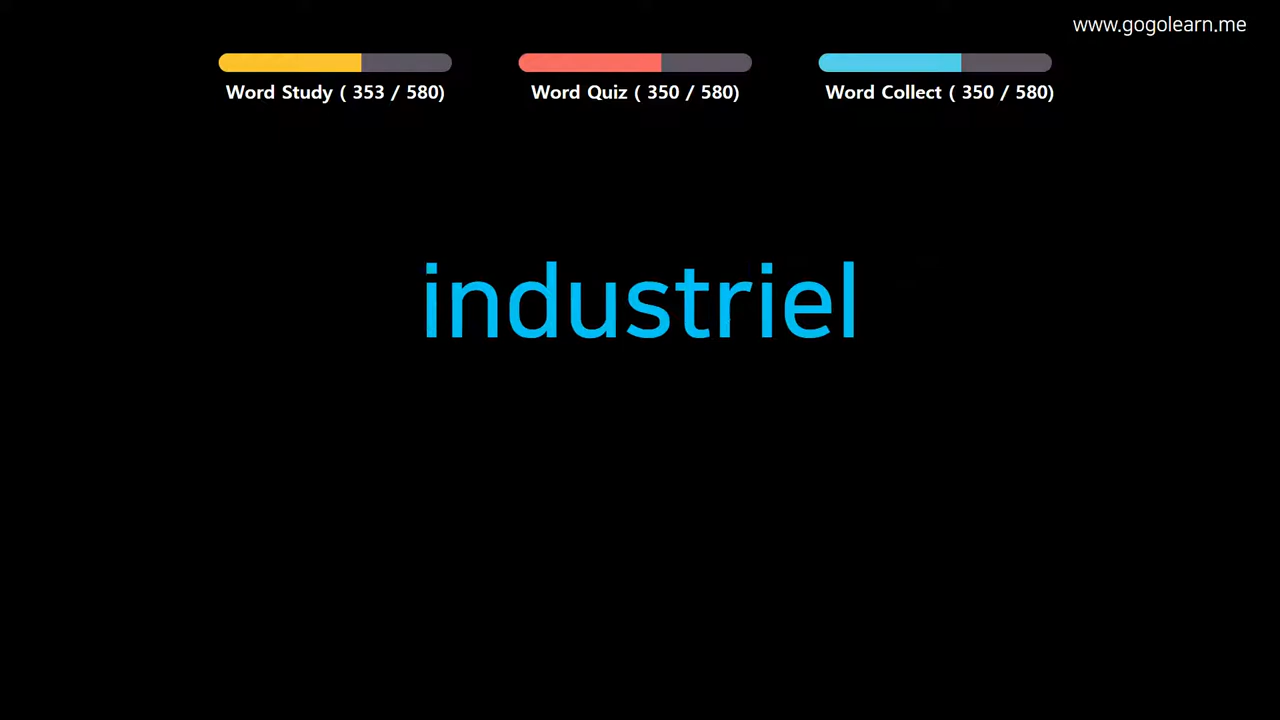 www.gogolearn.me
Word Study ( 353 / 580)
Word Quiz ( 350 / 580)
Word Collect ( 350 / 580)
industriel